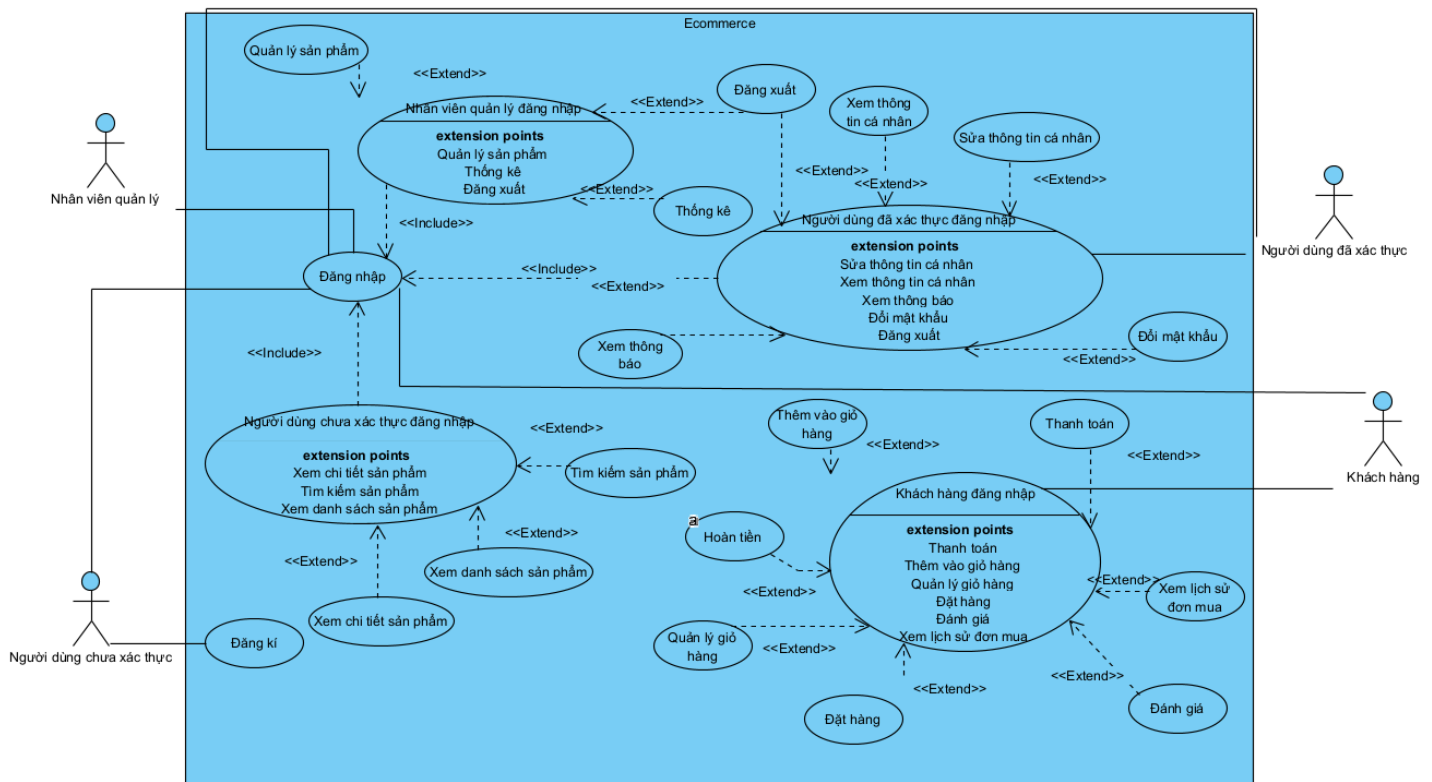 Ecommerce
Quản lý sản phẩm
<<Extend>>
Nhân viên quản lý đăng nhập
extension points
Quản lý sản phẩm
Thống kê
Đăng xuất
<<Extend>>
Đăng xuất
Xem thông
tin cá nhân
Sửa thông tin cá nhân
<<Extend>>
<<Extend>>
<<Extend>>
<<Extend>>
Thống kê
Nhân viên quản lý
<<Include>>
Người dùng đã xác thực đăng nhập
extension points
Sửa thông tin cá nhân
Xem thông tin cá nhân
Xem thông báo
Đổi mật khẩu
Đăng xuất
Người dùng đã xác thực
Đăng nhập
<<Include>>
<<Extend>>
Xem thông
báo
<<Extend>>
Đổi mật khẩu
<<Extend>>
<<Include>>
Người dùng chưa xác thực đăng nhập
extension points
Xem chi tiết sản phẩm
Tìm kiếm sản phẩm
Xem danh sách sản phẩm
<<Extend>>
Tìm kiếm sản phẩm
<<Extend>>
Xem danh sách sản phẩm
<<Extend>>
Xem chi tiết sản phẩm
Thêm vào giỏ
hàng
<<Extend>>
Thanh toán
<<Extend>>
Khách hàng
Khách hàng đăng nhập
extension points
Thanh toán
Thêm vào giỏ hàng
Quản lý giỏ hàng
Đặt hàng
Đánh giá
Xem lịch sử đơn mua
a
Hoàn tiền
<<Extend>>
<<Extend>>
Xem lịch sử
đơn mua
Quản lý giỏ
hàng
<<Extend>>
<<Extend>>
Đặt hàng
<<Extend>>
Đánh giá
Người dùng chưa xác thực
Đăng kí